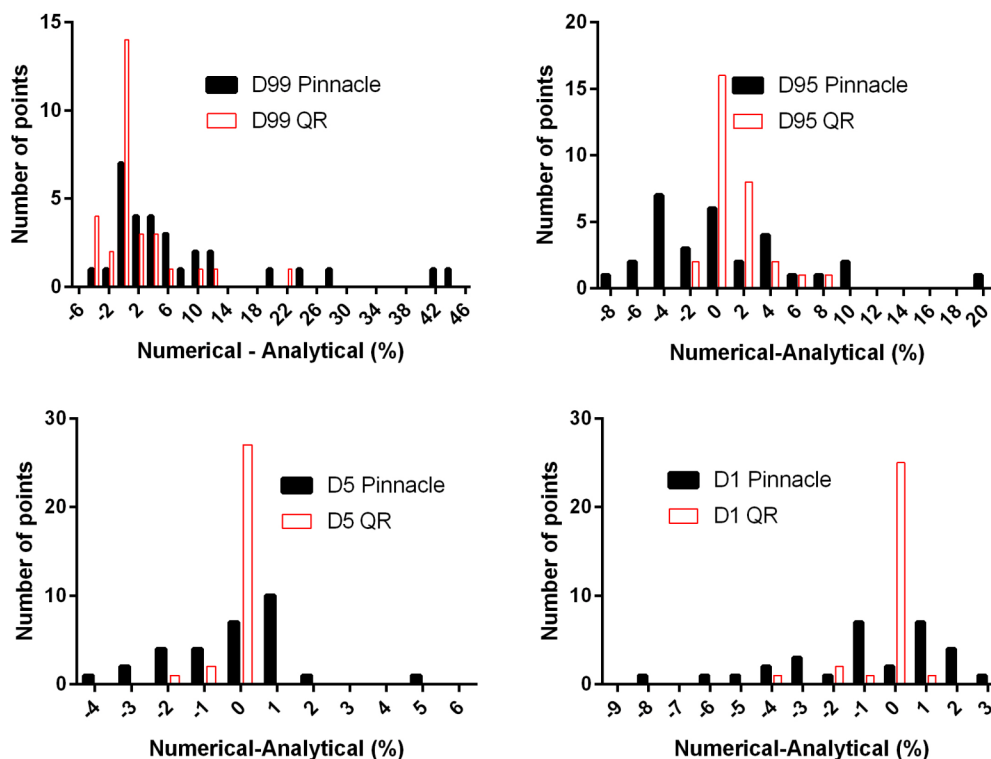 15
10
5
0
Number of points
D99 Pinnacle
D99 QR
-6 -2 2 6 10 14 18 22 26 30 34 38 42 46
Numerical - Analytical (%)
20
15
10
5
0
Number of points
D95 Pinnacle
D95 QR
-8 -6 -4 -2 0 2 4 6 8 10 12 14 16 18 20
Numerical-Analytical (%)
30
20
10
0
Number of points
D5 Pinnacle
D5 QR
-4 -3 -2 -1 0 1 2 3 4 5 6
Numerical-Analytical (%)
30
20
10
0
Number of points
D1 Pinnacle
D1 QR
-9 -8 -7 -6 -5 -4 -3 -2 -1 0 1 2 3
Numerical-Analytical (%)